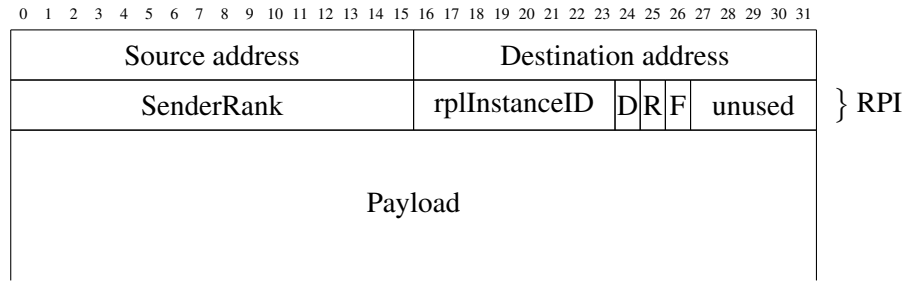 0 1 2 3 4 5 6 7 8 9 10 11 12 13 14 15 16 17 18 19 20 21 22 23 24 25 26 27 28 29 30 31
Source address Destination address
SenderRank rplInstanceID D R F unused } RPI
Payload